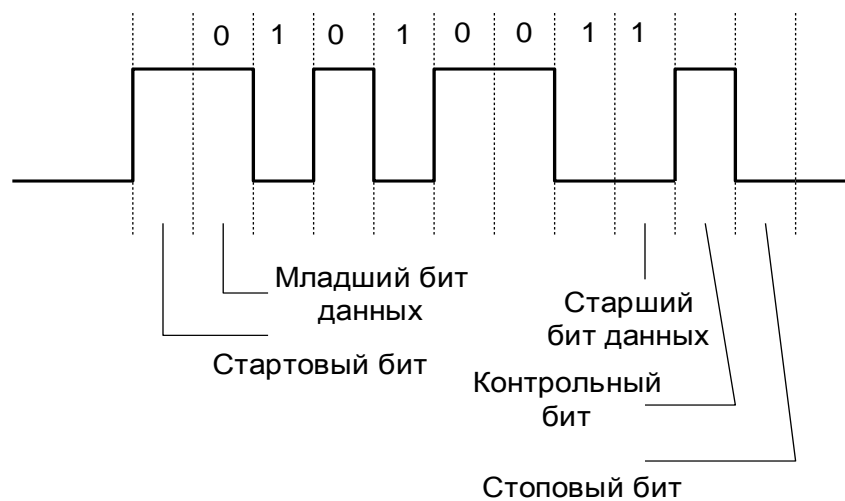 0 1 0 1 0 0 1 1
Младший бит
данных
Стартовый бит
Старший
бит данных
Контрольный
бит
Стоповый бит